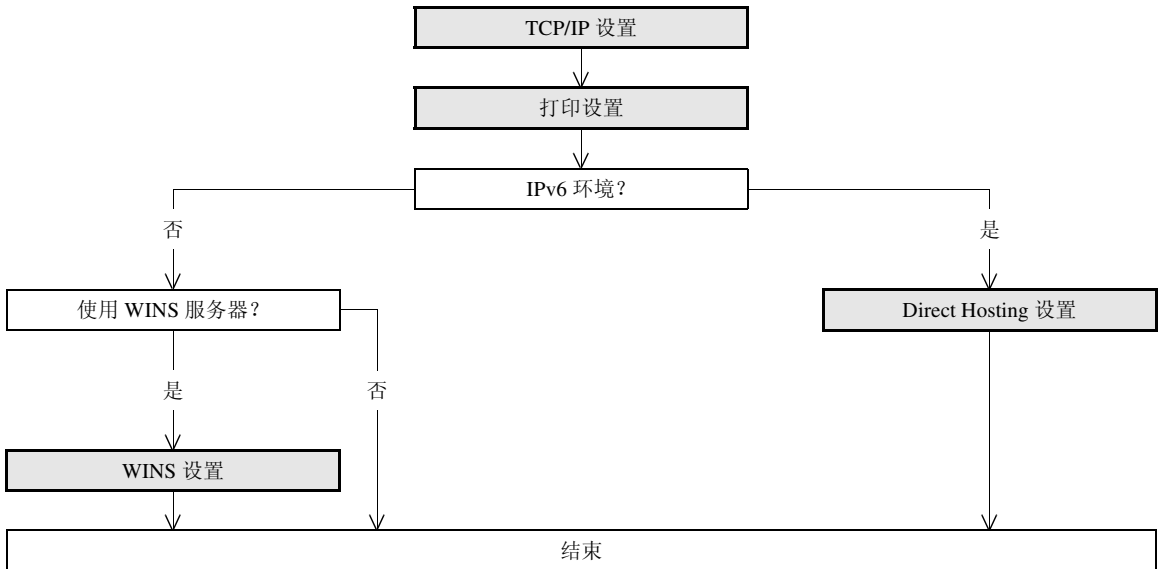 TCP/IP 设置
打印设置
IPv6 环境？
否
是
使用 WINS 服务器？
Direct Hosting 设置
是
否
WINS 设置
结束